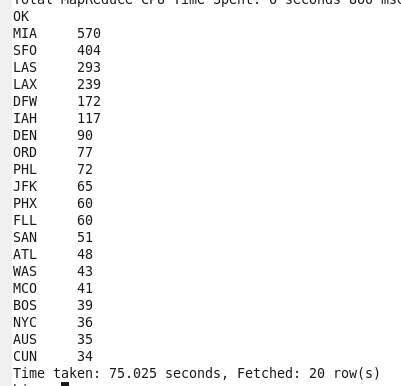 Total MapReduce CPU Time Spent: 6 seconds 800 msec
OK
MIA 570
SFO 404
LAS 293
LAX 239
DFW 172
IAH 117
DEN 90
ORD 77
PHL 72
JFK 65
PHX 60
FLL 60
SAN 51
ATL 48
WAS 43
MCO 41
BOS 39
NYC 36
AUS 35
CUN 34
Time taken: 75.025 seconds, Fetched: 20 row(s)